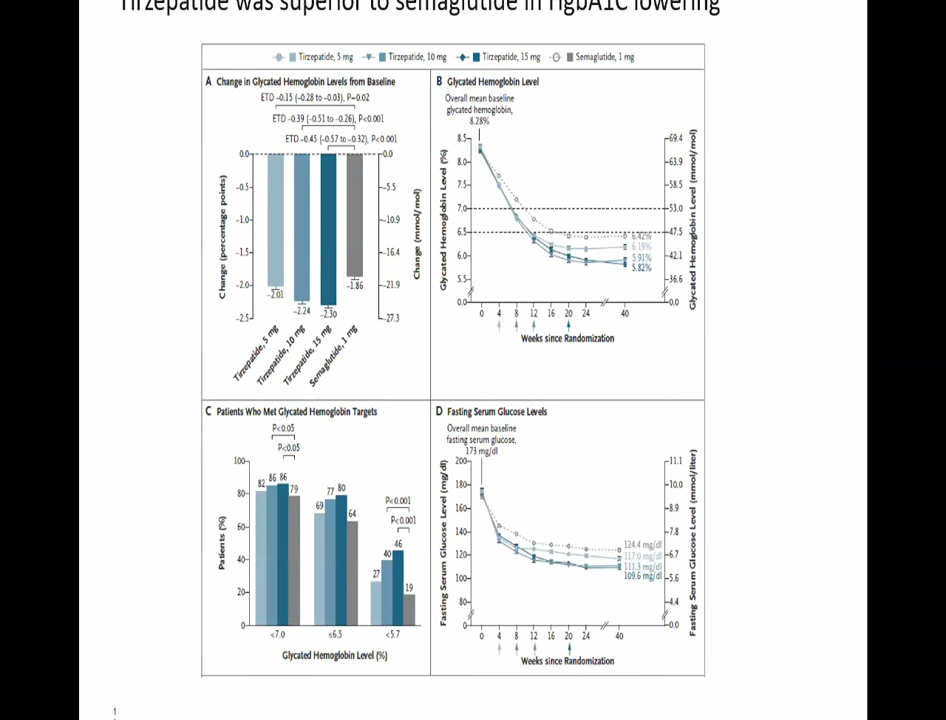 Tirzepatide was superior to semaglutide in HgbA1C lowering
Tirzepatide, 5 mg Tirzepatide, 10 mg Tirzepatide, 15 mg Semaglutide, 1 mg
A Change in Glycated Hemoglobin Levels from Baseline
ETD −0.15 (−0.28 to −0.03), P=0.02
ETD −0.39 (−0.51 to −0.26), P<0.001
ETD −0.45 (−0.57 to −0.32), P<0.001
Change (percentage points)
0.0
−0.5
−1.0
−1.5
−2.0
−2.5
−2.01
−2.24
−2.30
−1.86
0.0
−5.5
−10.9
−16.4
−21.9
−27.3
Change (mmol/mol)
Tirzepatide, 5 mg
Tirzepatide, 10 mg
Tirzepatide, 15 mg
Semaglutide, 1 mg
B Glycated Hemoglobin Level
Overall mean baseline
glycated hemoglobin,
8.28%
Glycated Hemoglobin Level (%)
8.5
8.0
7.5
7.0
6.5
6.0
5.5
0.0
6.42%
6.19%
5.91%
5.82%
69.4
63.9
58.5
53.0
47.5
42.1
36.6
0.0
Glycated Hemoglobin Level (mmol/mol)
0 4 8 12 16 20 24 40
Weeks since Randomization
C Patients Who Met Glycated Hemoglobin Targets
P<0.05
P<0.05
P<0.001
P<0.001
Patients (%)
100
80
60
40
20
0
82 86 86 79
69 77 80 64
27 40 46 19
<7.0 ≤6.5 <5.7
Glycated Hemoglobin Level (%)
D Fasting Serum Glucose Levels
Overall mean baseline
fasting serum glucose,
173 mg/dl
Fasting Serum Glucose Level (mg/dl)
200
180
160
140
120
100
80
0
124.4 mg/dl
117.0 mg/dl
111.3 mg/dl
109.6 mg/dl
11.1
10.0
8.9
7.8
6.7
5.6
4.4
0.0
Fasting Serum Glucose Level (mmol/liter)
0 4 8 12 16 20 24 40
Weeks since Randomization
1